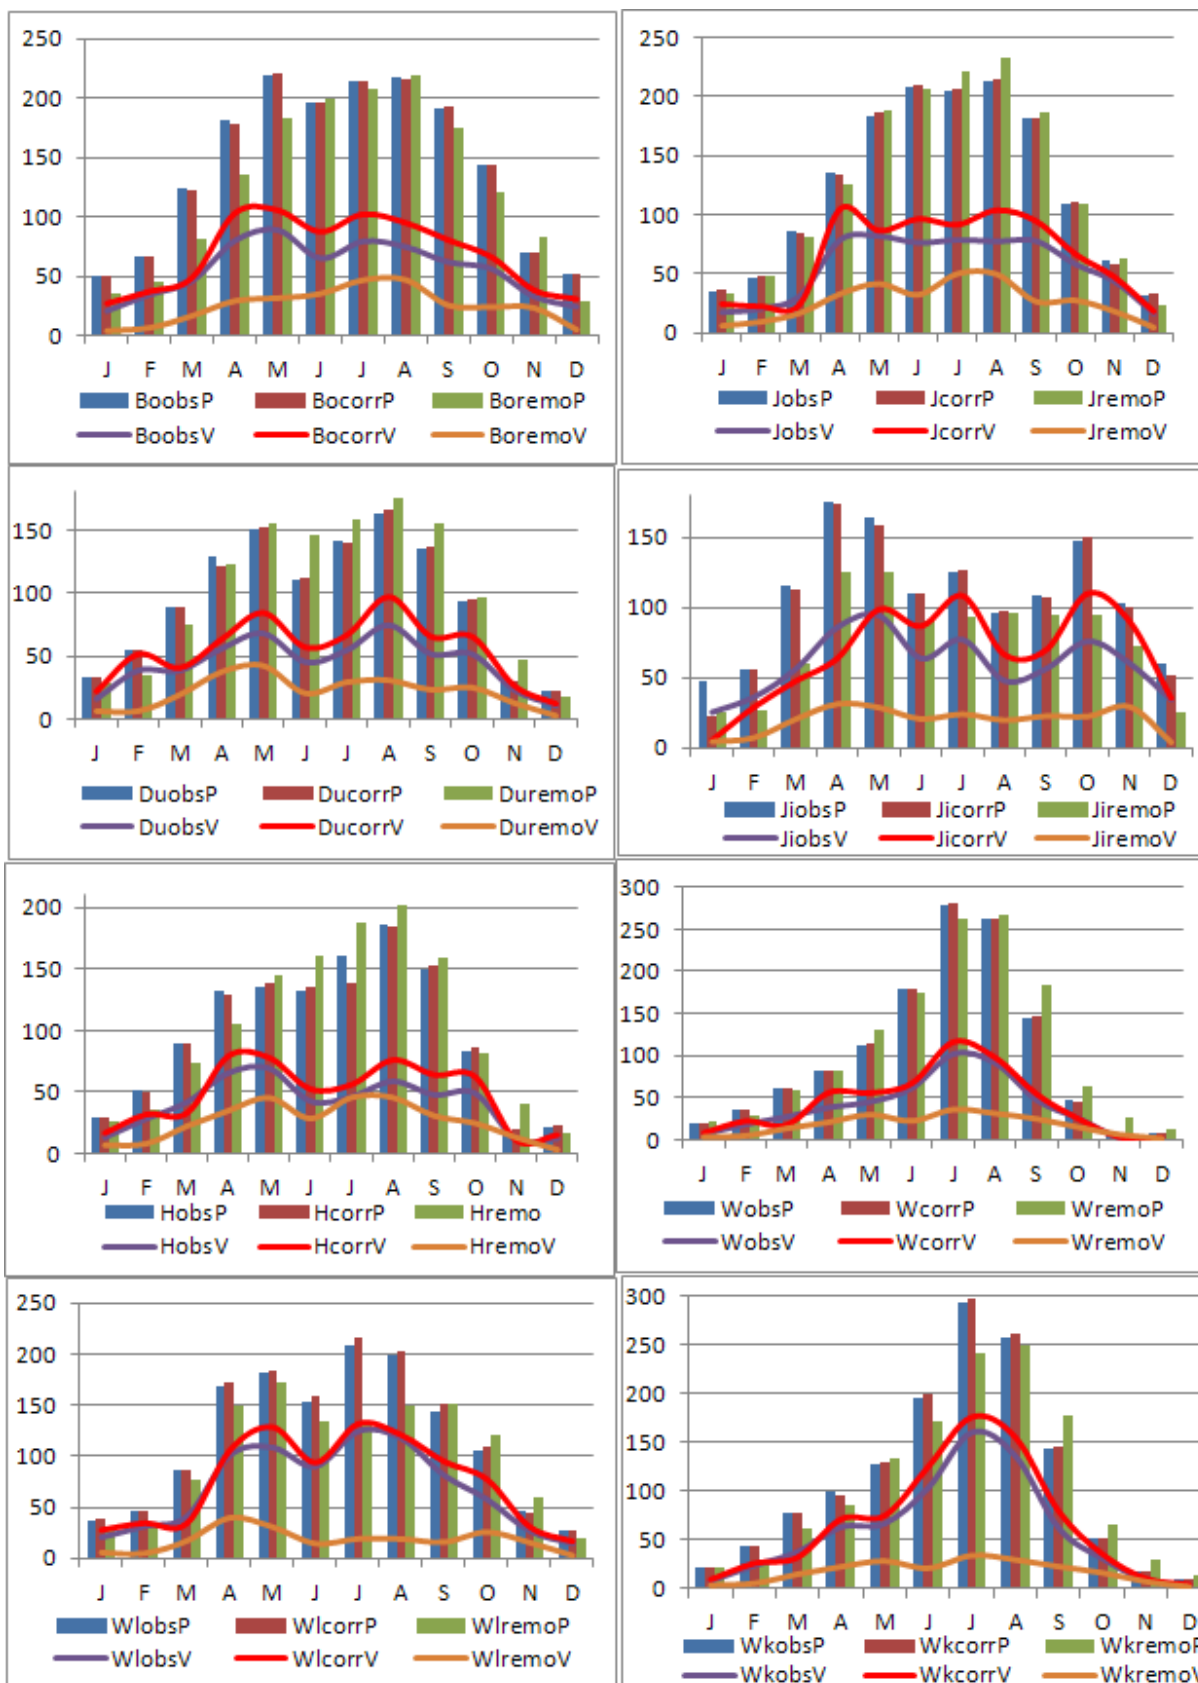 250
200
150
100
50
0
J F M A M J J A S O N D
BoobsP BocorrP BoremoP
BoobsV BocorrV BoremoV
250
200
150
100
50
0
J F M A M J J A S O N D
JobsP JcorrP JremoP
JobsV JcorrV JremoV
150
100
50
0
J F M A M J J A S O N D
DuobsP DucorrP DuremoP
DuobsV DucorrV DuremoV
150
100
50
0
J F M A M J J A S O N D
JiobsP JicorrP JiremoP
JiobsV JicorrV JiremoV
200
150
100
50
0
J F M A M J J A S O N D
HobsP HcorrP Hremo
HobsV HcorrV HremoV
300
250
200
150
100
50
0
J F M A M J J A S O N D
WobsP WcorrP WremoP
WobsV WcorrV WremoV
250
200
150
100
50
0
J F M A M J J A S O N D
WlobsP WlcorrP WlremoP
WlobsV WlcorrV WlremoV
300
250
200
150
100
50
0
J F M A M J J A S O N D
WkobsP WkcorrP WkremoP
WkobsV WkcorrV WkremoV